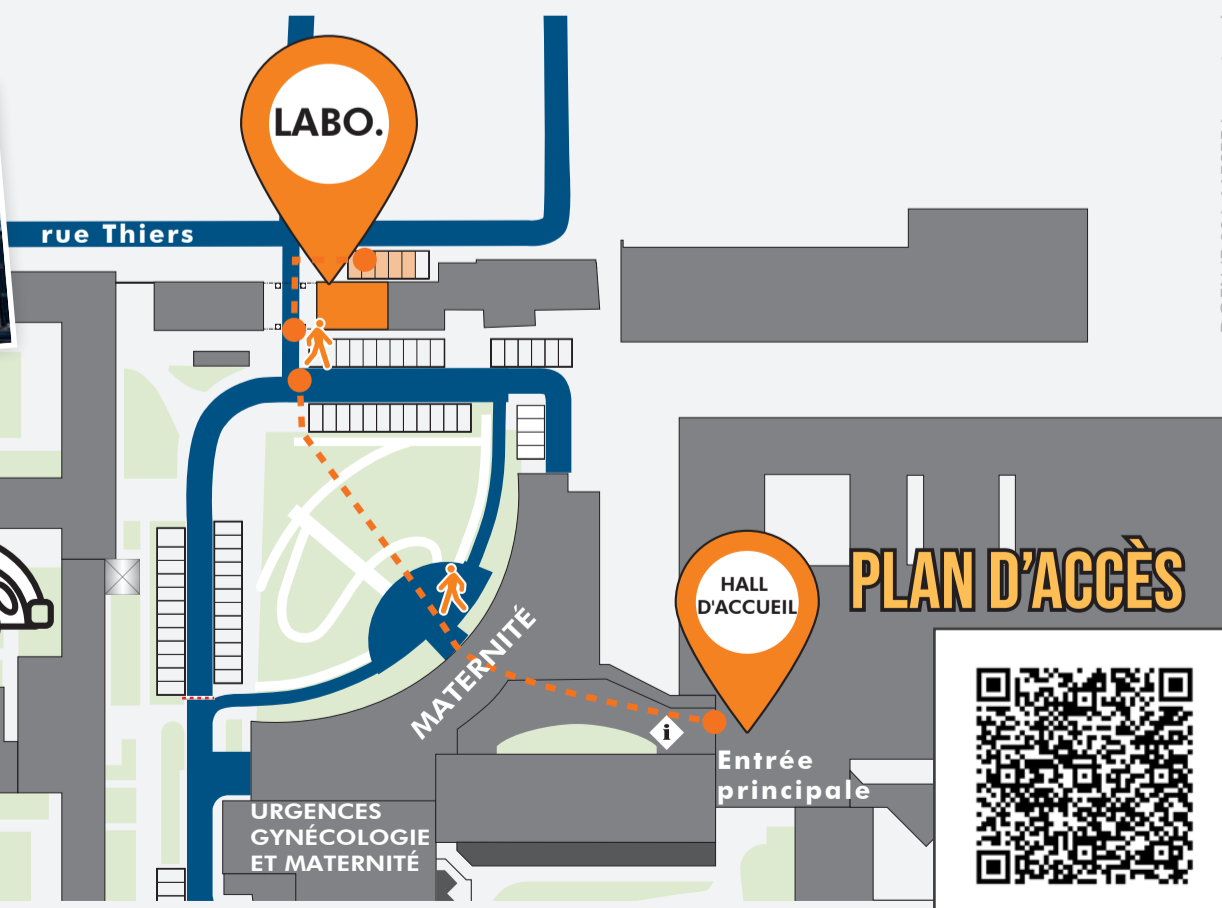 LABO.
rue Thiers
HALL
D'ACCUEIL
PLAN D'ACCÈS
MATERNITÉ
i
Entrée
principale
URGENCES
GYNÉCOLOGIE
ET MATERNITÉ